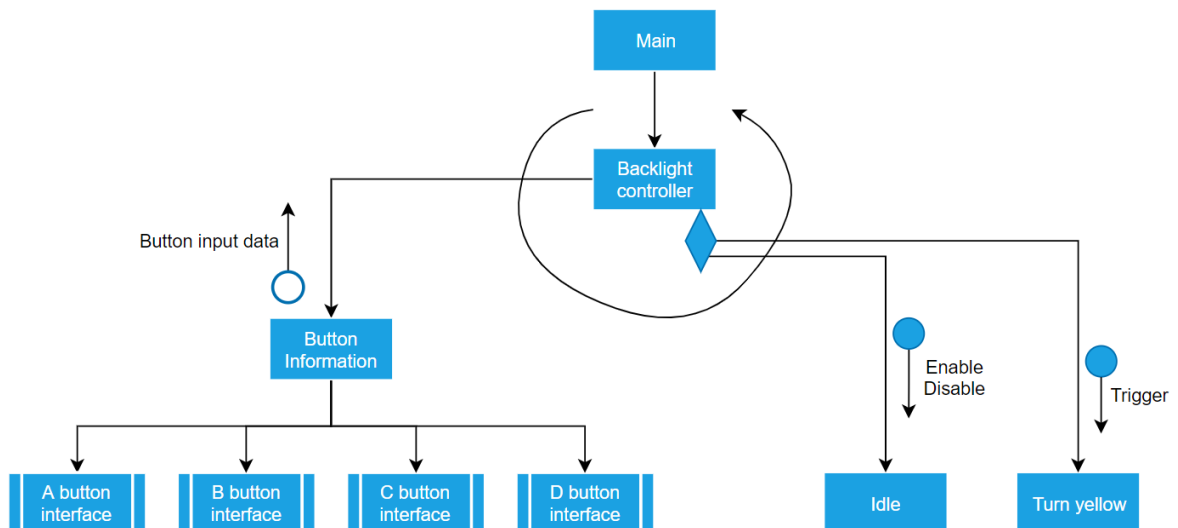 Main
Backlight
controller
Button input data
Button
Information
Enable
Disable
Trigger
A button
interface
B button
interface
C button
interface
D button
interface
Idle
Turn yellow